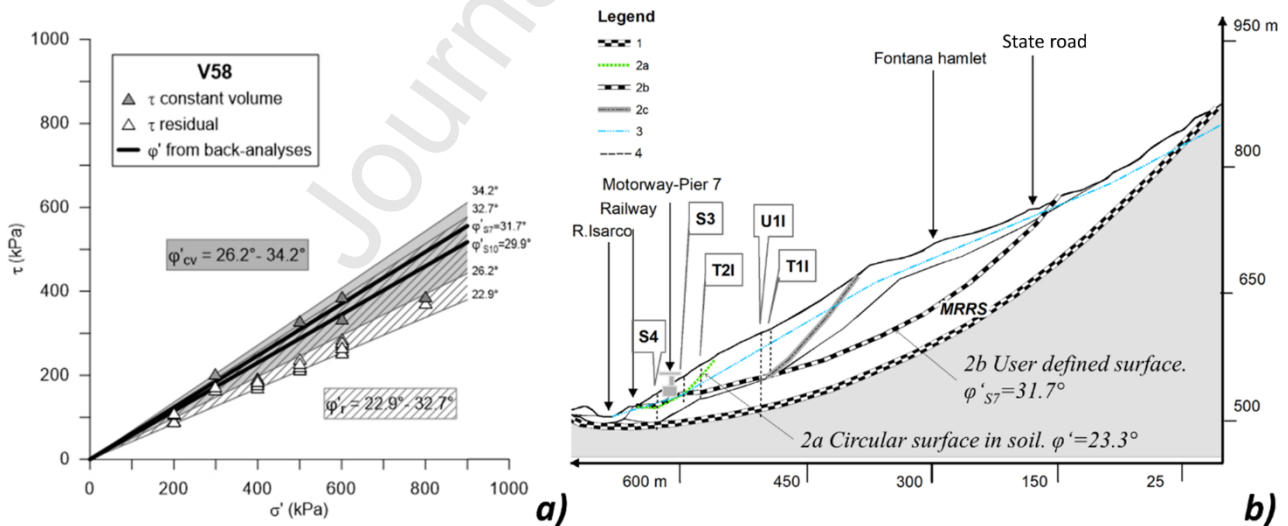 Journal
1000
800
600
400
200
0
τ (kPa)
V58
τ constant volume
τ residual
φ' from back-analyses
φ'cv = 26.2°- 34.2°
φ'r = 22.9°- 32.7°
34.2°
32.7°
φ'S7=31.7°
φ'S10=29.9°
26.2°
22.9°
0
200
400
600
800
1000
σ' (kPa)
a)
Legend
1
2a
2b
2c
3
4
950 m
800
650
500
State road
Fontana hamlet
Motorway-Pier 7
Railway
R.Isarco
S3
U1I
T2I
T1I
S4
MRRS
2b User defined surface.
φ‘S7=31.7°
2a Circular surface in soil. φ‘=23.3°
600 m
450
300
150
25
b)